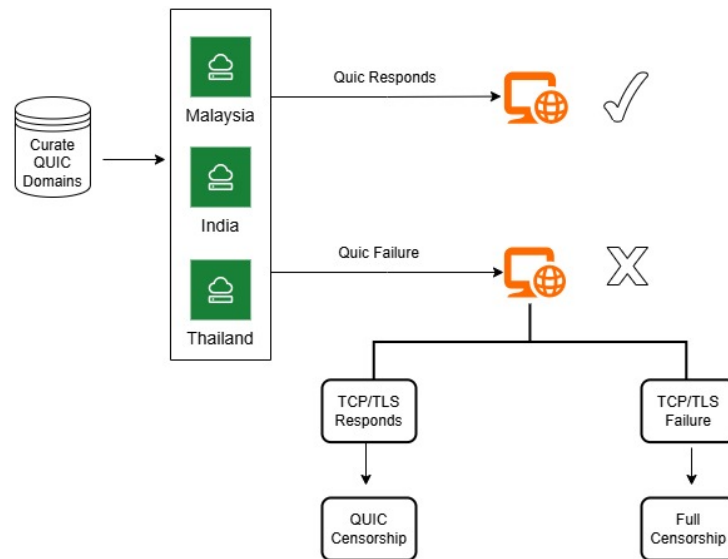 Curate
QUIC
Domains
Malaysia
India
Thailand
Quic Responds
Quic Failure
TCP/TLS
Responds
TCP/TLS
Failure
QUIC
Censorship
Full
Censorship